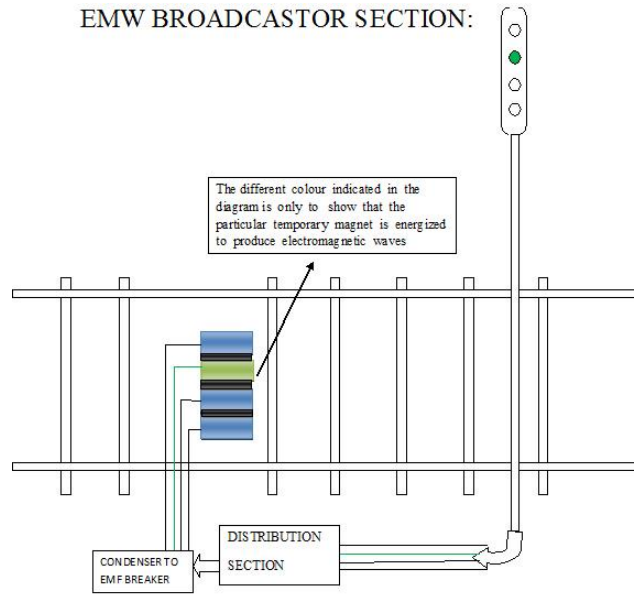 EMW BROADCASTOR SECTION:
The different colour indicated in the
diagram is only to show that the
particular temporary magnet is energized
to produce electromagnetic waves
DISTRIBUTION
SECTION
CONDENSER TO
EMF BREAKER